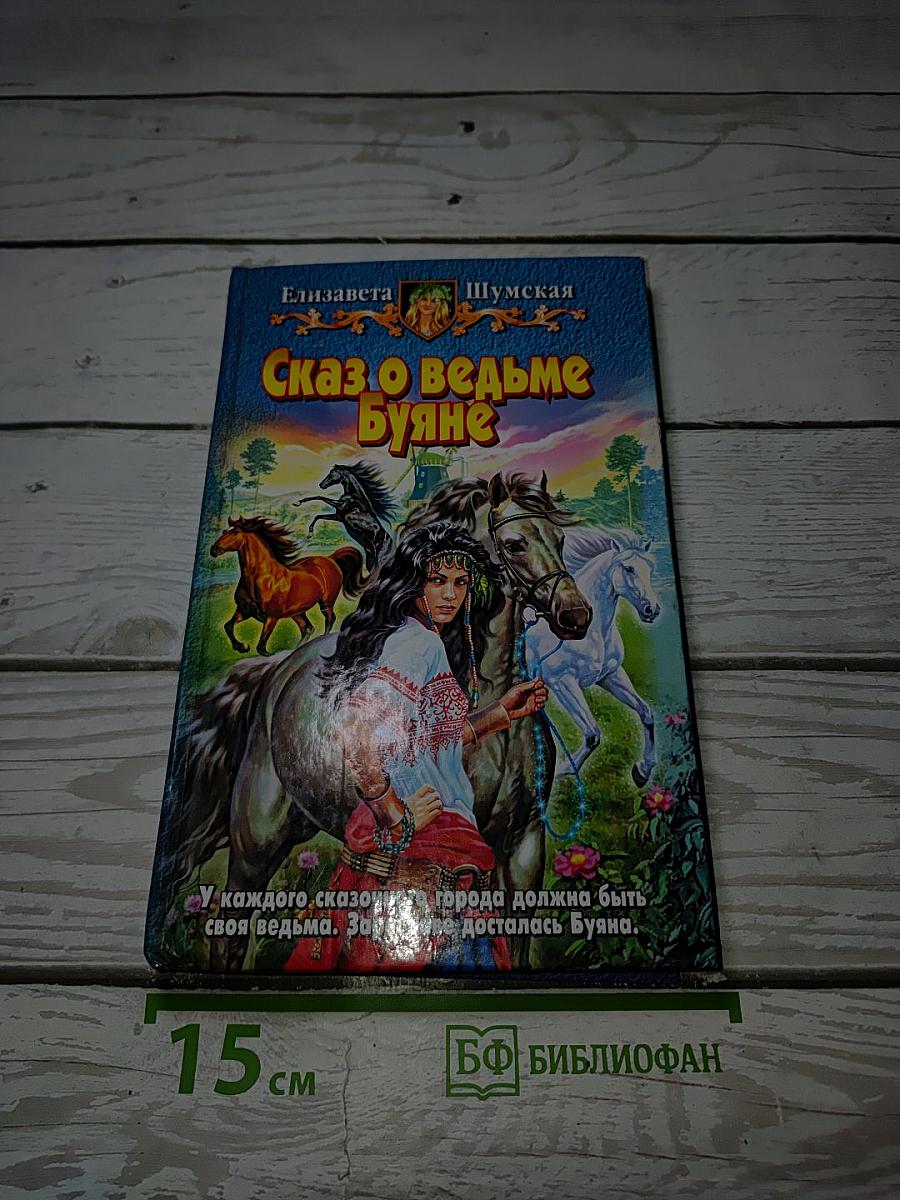 Елизавета Шумская
Сказ о ведьме
Буяне
У каждого города должна быть
своя ведьма. досталась Буяна.
15 см
БФ БИБЛИОФАН